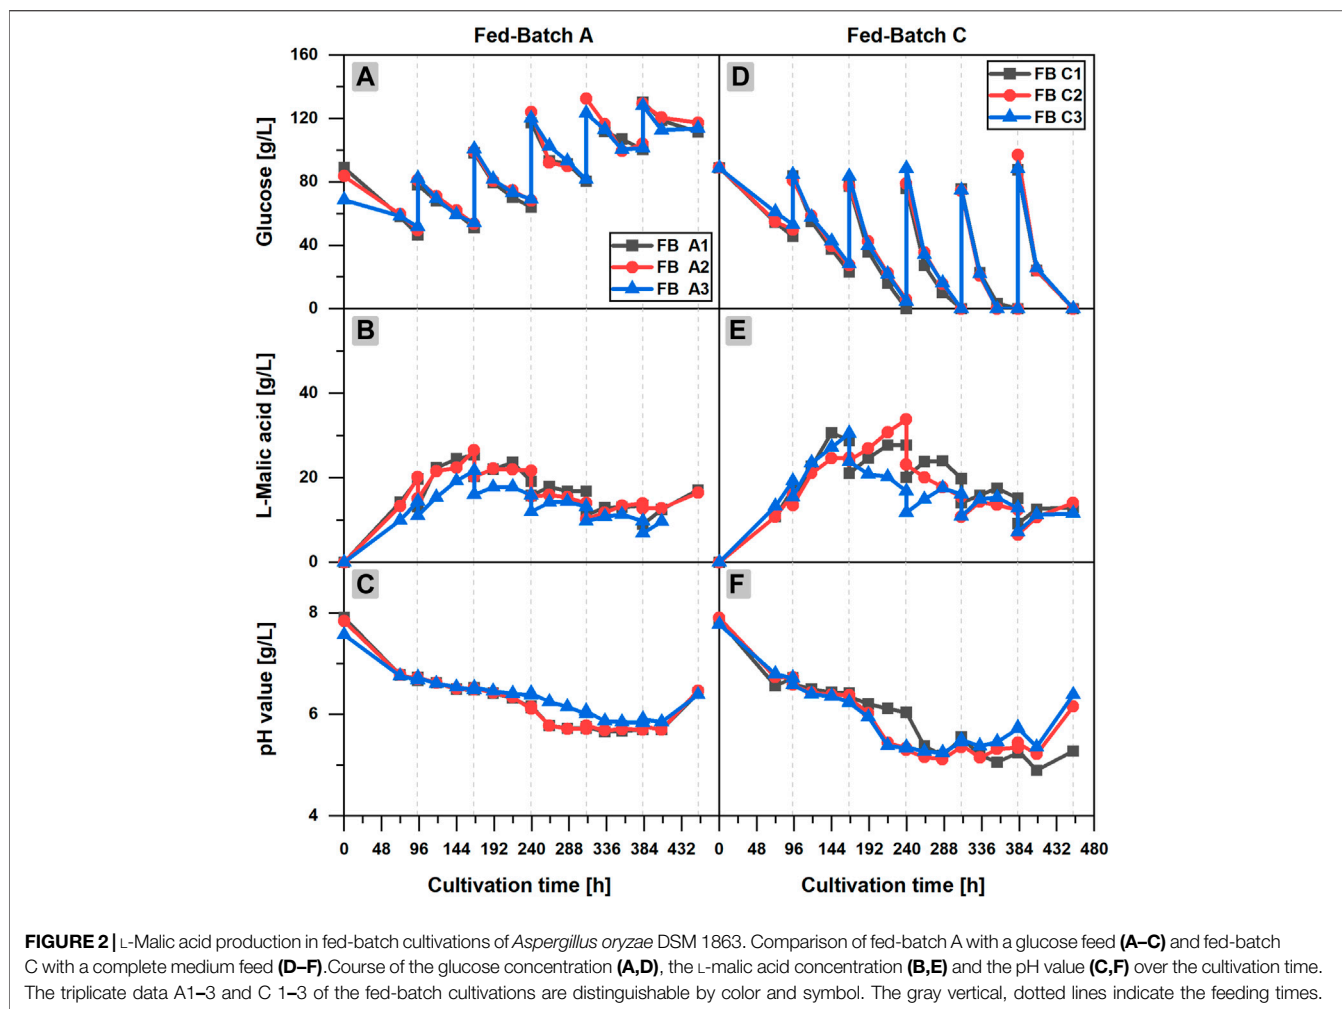 Fed-Batch A
Fed-Batch C
160
120
80
40
0
Glucose [g/L]
A
FB A1
FB A2
FB A3
D
FB C1
FB C2
FB C3
40
20
0
L-Malic acid [g/L]
B
E
8
6
4
pH value [g/L]
C
F
0 48 96 144 192 240 288 336 384 432
0 48 96 144 192 240 288 336 384 432 480
Cultivation time [h]
Cultivation time [h]
FIGURE 2 | L-Malic acid production in fed-batch cultivations of Aspergillus oryzae DSM 1863. Comparison of fed-batch A with a glucose feed (A–C) and fed-batch
C with a complete medium feed (D–F).Course of the glucose concentration (A,D), the L-malic acid concentration (B,E) and the pH value (C,F) over the cultivation time.
The triplicate data A1–3 and C 1–3 of the fed-batch cultivations are distinguishable by color and symbol. The gray vertical, dotted lines indicate the feeding times.